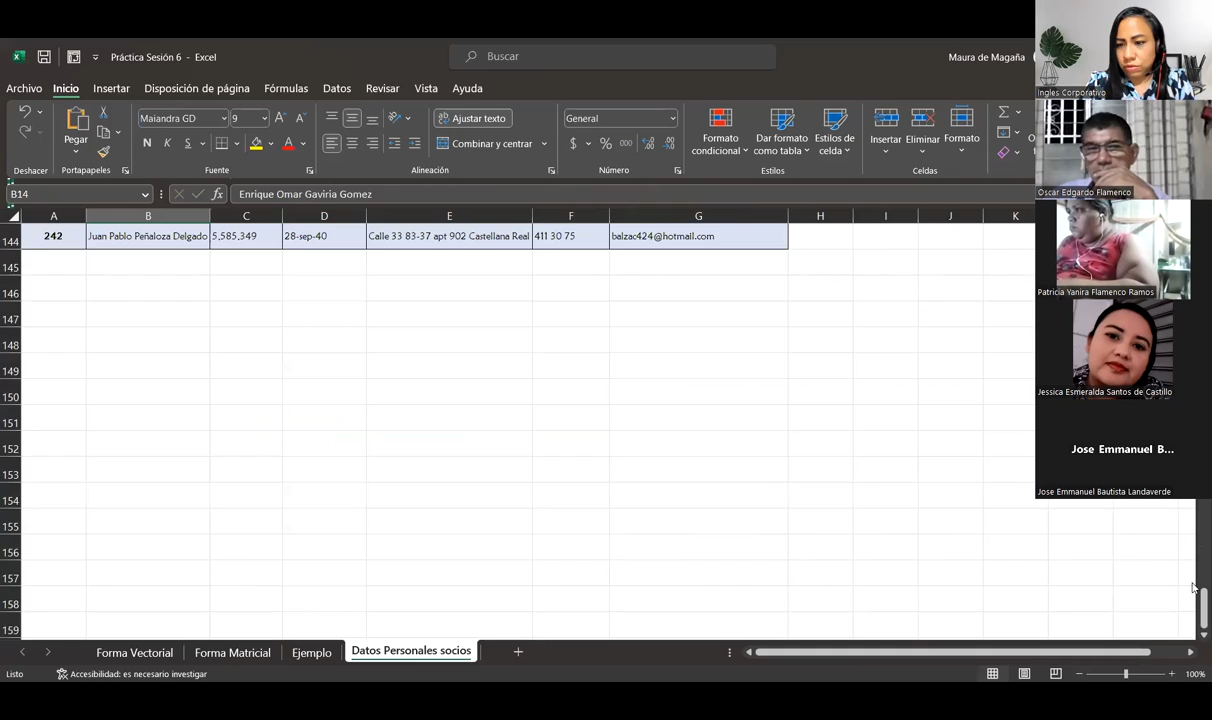 Práctica Sesión 6 - Excel
Buscar
Maura de Magaña
Archivo Inicio Insertar Disposición de página Fórmulas Datos Revisar Vista Ayuda
Pegar
Maiandra GD 9
N K S
Ajustar texto
Combinar y centrar
General
$ % 000
Formato condicional
Dar formato como tabla
Estilos de celda
Insertar Eliminar Formato
Deshacer Portapapeles Fuente Alineación Número Estilos Celdas
B14 fx Enrique Omar Gaviria Gomez
A B C D E F G H I J K
144 242 Juan Pablo Peñaloza Delgado 5,585,349 28-sep-40 Calle 33 83-37 apt 902 Castellana Real 411 30 75 balzac424@hotmail.com
145
146
147
148
149
150
151
152
153
154
155
156
157
158
159
Forma Vectorial Forma Matricial Ejemplo Datos Personales socios
Listo Accesibilidad: es necesario investigar 100%
Ingles Corporativo
Oscar Edgardo Flamenco
Patricia Yanira Flamenco Ramos
Jessica Esmeralda Santos de Castillo
Jose Emmanuel B...
Jose Emmanuel Bautista Landaverde